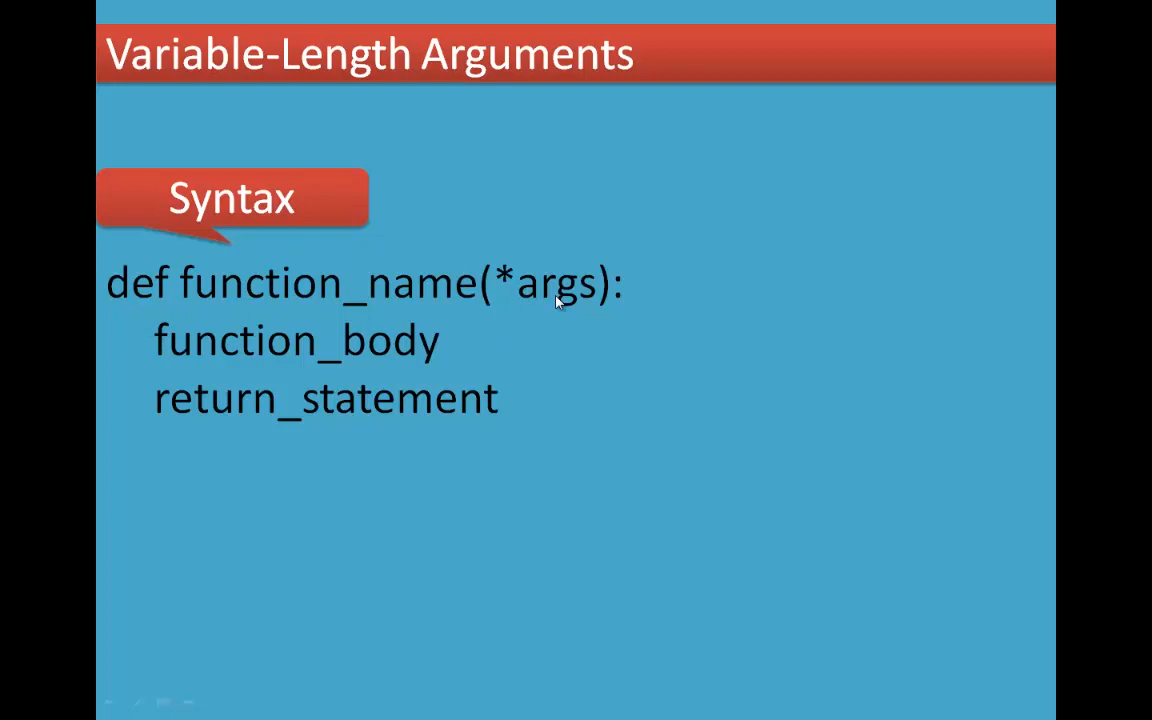 Variable-Length Arguments
Syntax
def function_name(*args):
function_body
return_statement